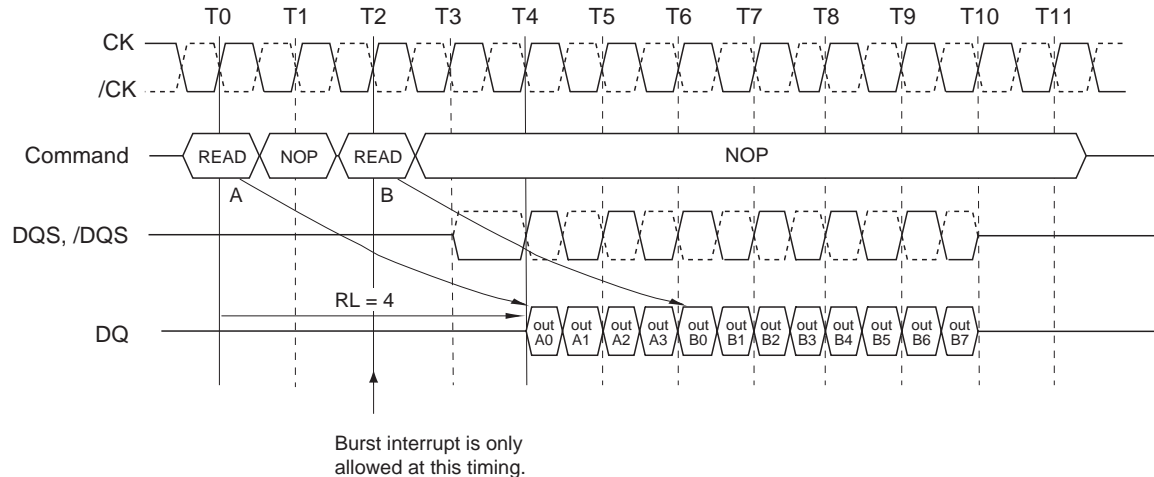 T0 T1 T2 T3 T4 T5 T6 T7 T8 T9 T10 T11
CK
/CK
Command READ NOP READ NOP
A B
DQS, /DQS
RL = 4
DQ out A0 out A1 out A2 out A3 out B0 out B1 out B2 out B3 out B4 out B5 out B6 out B7
Burst interrupt is only
allowed at this timing.